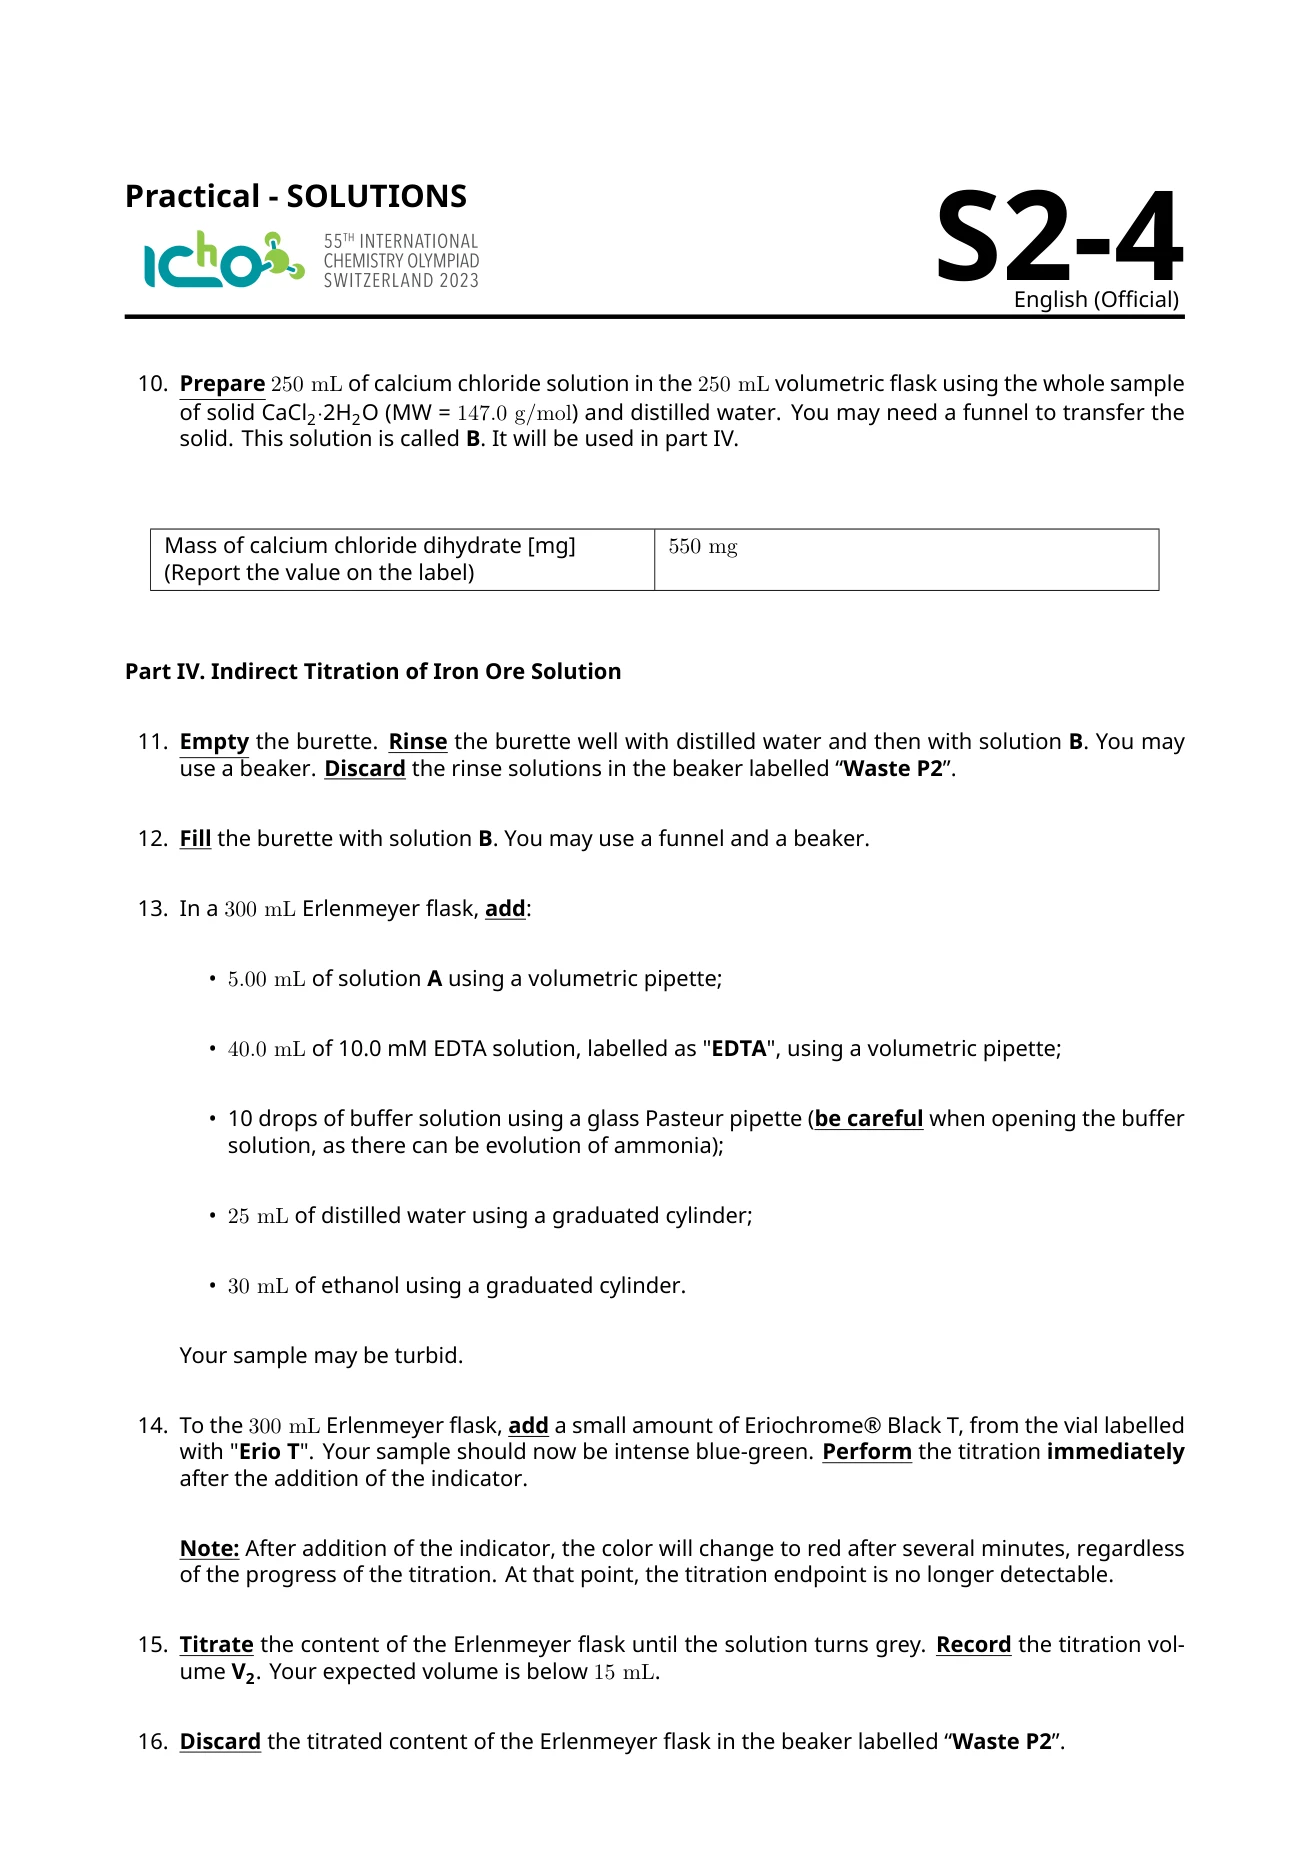 Practical - SOLUTIONS
S2-4
Icho
55TH INTERNATIONAL
CHEMISTRY OLYMPIAD
SWITZERLAND 2023
English (Official)
10. Prepare 250 mL of calcium chloride solution in the 250 mL volumetric flask using the whole sample
of solid CaCl2·2H2O (MW = 147.0 g/mol) and distilled water. You may need a funnel to transfer the
solid. This solution is called B. It will be used in part IV.
Mass of calcium chloride dihydrate [mg]
(Report the value on the label)
550 mg
Part IV. Indirect Titration of Iron Ore Solution
11. Empty the burette. Rinse the burette well with distilled water and then with solution B. You may
use a beaker. Discard the rinse solutions in the beaker labelled “Waste P2”.
12. Fill the burette with solution B. You may use a funnel and a beaker.
13. In a 300 mL Erlenmeyer flask, add:
• 5.00 mL of solution A using a volumetric pipette;
• 40.0 mL of 10.0 mM EDTA solution, labelled as "EDTA", using a volumetric pipette;
• 10 drops of buffer solution using a glass Pasteur pipette (be careful when opening the buffer
solution, as there can be evolution of ammonia);
• 25 mL of distilled water using a graduated cylinder;
• 30 mL of ethanol using a graduated cylinder.
Your sample may be turbid.
14. To the 300 mL Erlenmeyer flask, add a small amount of Eriochrome® Black T, from the vial labelled
with "Erio T". Your sample should now be intense blue-green. Perform the titration immediately
after the addition of the indicator.
Note: After addition of the indicator, the color will change to red after several minutes, regardless
of the progress of the titration. At that point, the titration endpoint is no longer detectable.
15. Titrate the content of the Erlenmeyer flask until the solution turns grey. Record the titration vol-
ume V2. Your expected volume is below 15 mL.
16. Discard the titrated content of the Erlenmeyer flask in the beaker labelled “Waste P2”.